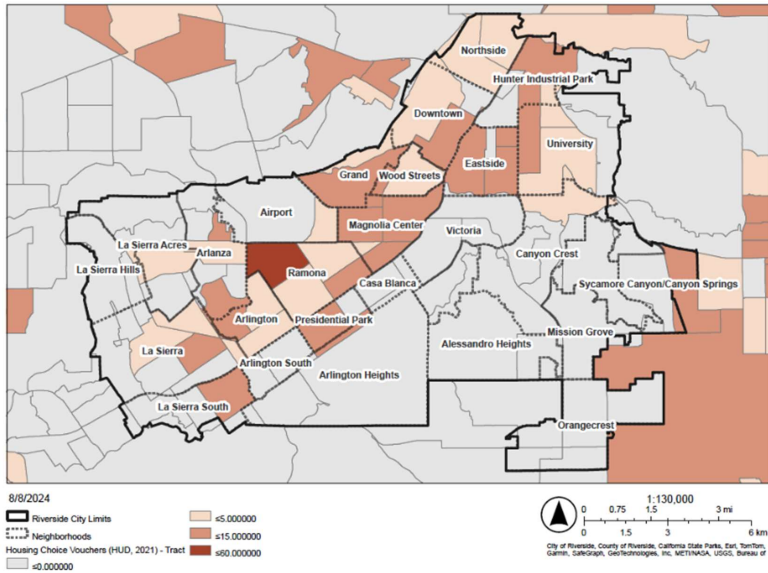 Northside
Hunter Industrial Park
Downtown
University
Eastside
Grand
Wood Streets
Airport
Magnolia Center
Victoria
La Sierra Acres
Arlanza
Canyon Crest
La Sierra Hills
Ramona
Casa Blanca
Sycamore Canyon/Canyon Springs
Arlington
Presidential Park
Mission Grove
La Sierra
Alessandro Heights
Arlington South
Arlington Heights
La Sierra South
Orangecrest
8/8/2024
Riverside City Limits
Neighborhoods
Housing Choice Vouchers (HUD, 2021) - Tract
≤0.000000
≤5.000000
≤15.000000
≤60.000000
1:130,000
0 0.75 1.5 3 mi
0 1.5 3 6 km
City of Riverside, County of Riverside, California State Parks, Esri, TomTom,
Garmin, SafeGraph, GeoTechnologies, Inc, METI/NASA, USGS, Bureau of